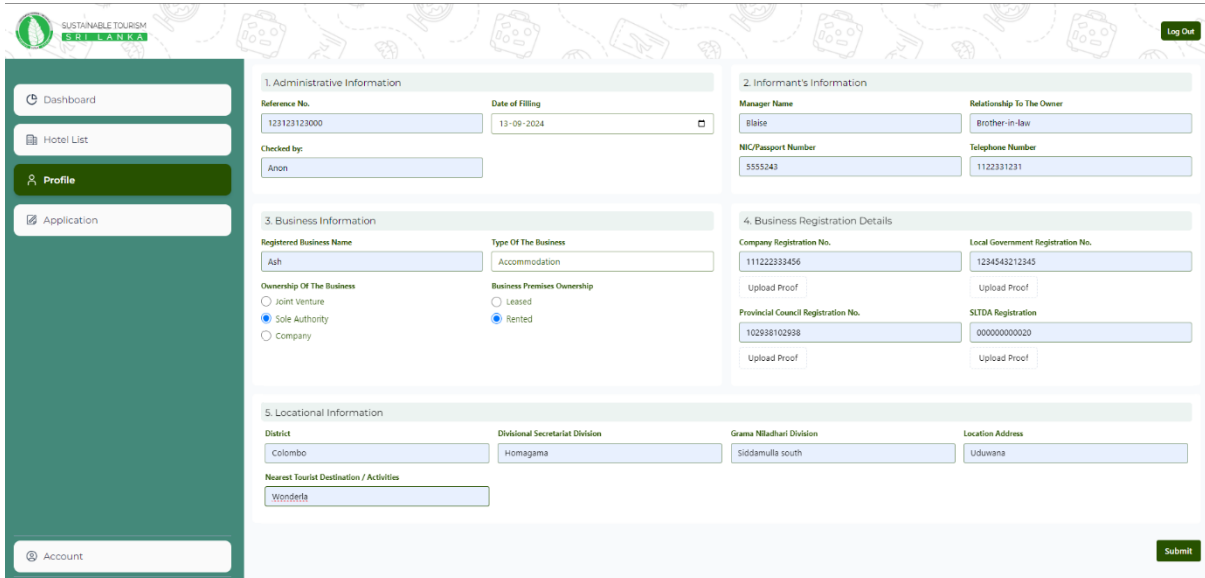 SUSTAINABLE TOURISM
SRI LANKA
Log Out
Dashboard
Hotel List
Profile
Application
Account
1. Administrative Information
Reference No.
Date of Filling
123123123000
13-09-2024
Checked by:
Anon
2. Informant's Information
Manager Name
Relationship To The Owner
Blaise
Brother-in-law
NIC/Passport Number
Telephone Number
5555243
1122331231
3. Business Information
Registered Business Name
Type Of The Business
Ash
Accommodation
Ownership Of The Business
Business Premises Ownership
Joint Venture
Leased
Sole Authority
Rented
Company
4. Business Registration Details
Company Registration No.
Local Government Registration No.
111222333456
1234543212345
Upload Proof
Upload Proof
Provincial Council Registration No.
SLTDA Registration
102938102938
000000000020
Upload Proof
Upload Proof
5. Locational Information
District
Divisional Secretariat Division
Grama Niladhari Division
Location Address
Colombo
Homagama
Siddamulla south
Uduwana
Nearest Tourist Destination / Activities
Wonderla
Submit